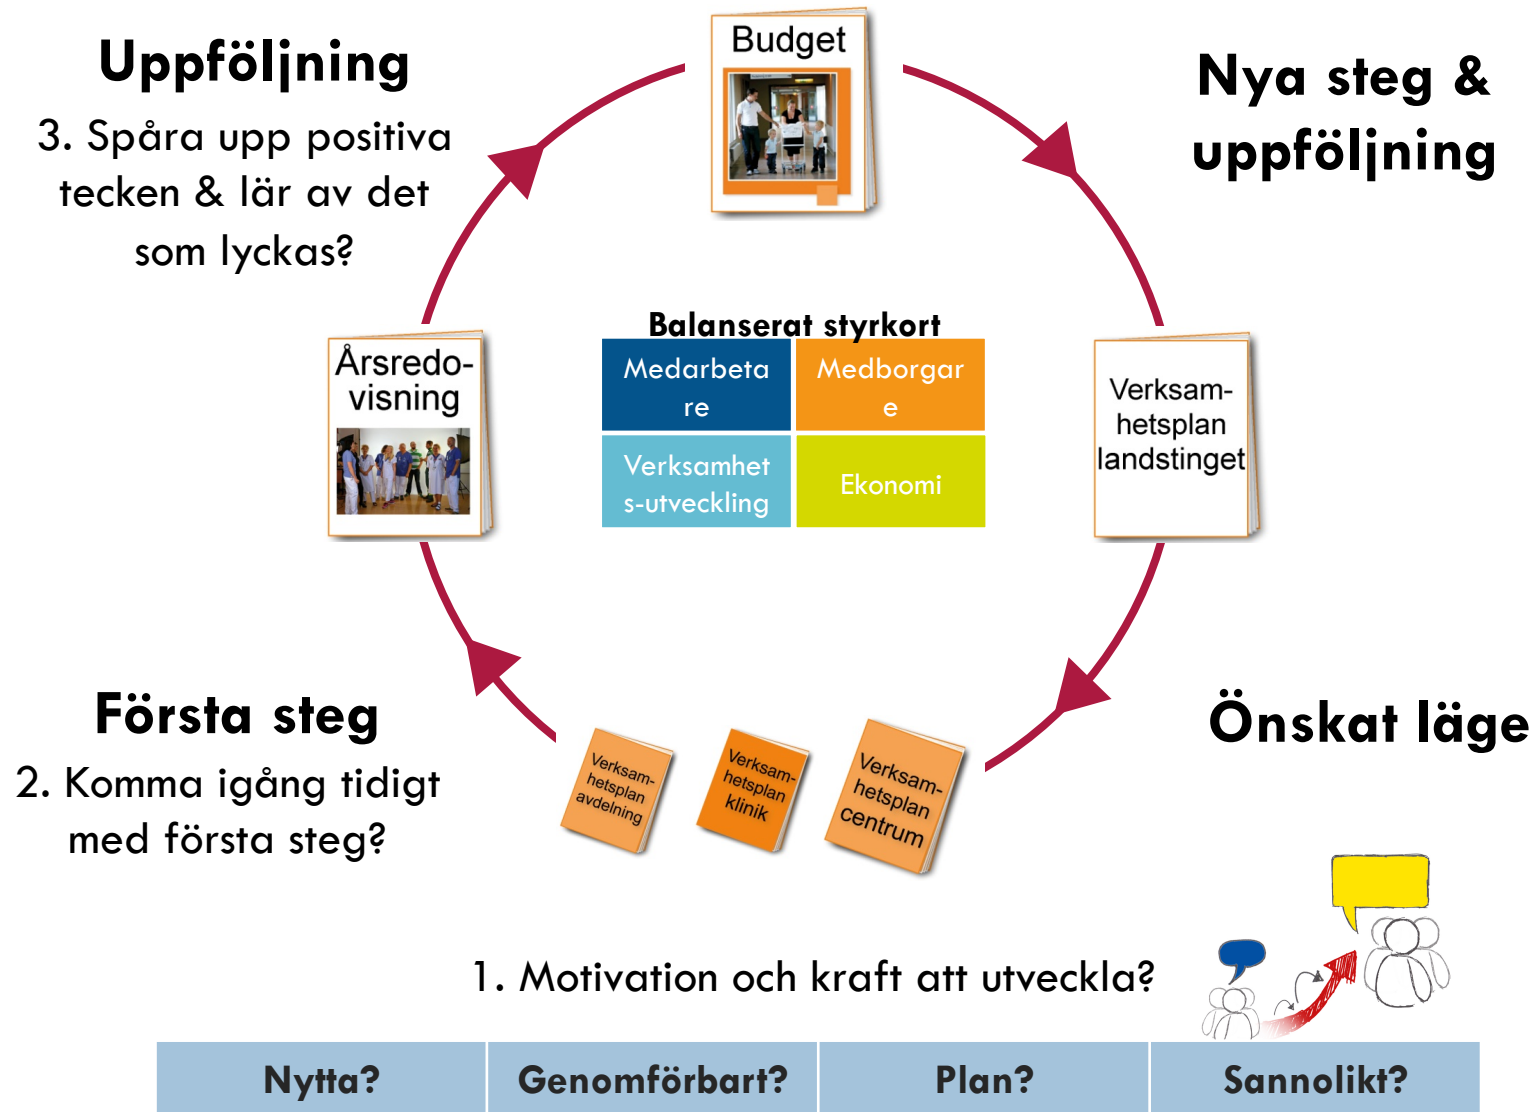 Uppföljning
3. Spåra upp positiva
tecken & lär av det
som lyckas?
Budget
Nya steg &
uppföljning
Årsredo-
visning
Balanserat styrkort
Medarbeta
re
Medborgar
e
Verksamhet
s-utveckling
Ekonomi
Verksam-
hetsplan
landstinget
Första steg
2. Komma igång tidigt
med första steg?
Verksam-
hetsplan
avdelning
Verksam-
hetsplan
klinik
Verksam-
hetsplan
centrum
Önskat läge
1. Motivation och kraft att utveckla?
Nytta?
Genomförbart?
Plan?
Sannolikt?